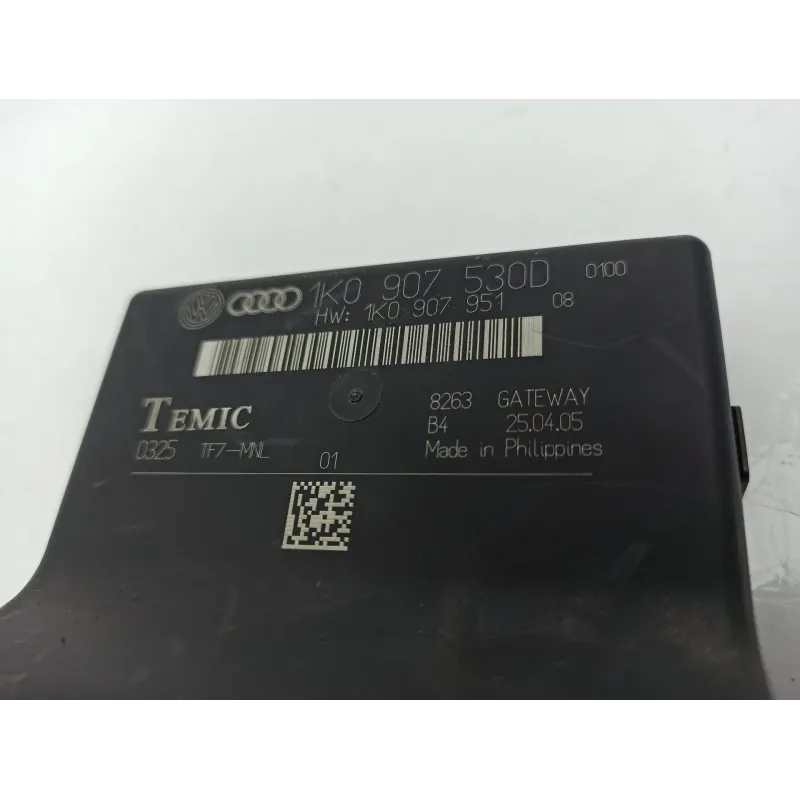 1K0 907 530D 0100
HW: 1K0 907 951 08
TEMIC
0325 TF7-MNL 01
8263 GATEWAY
B4 25.04.05
Made in Philippines